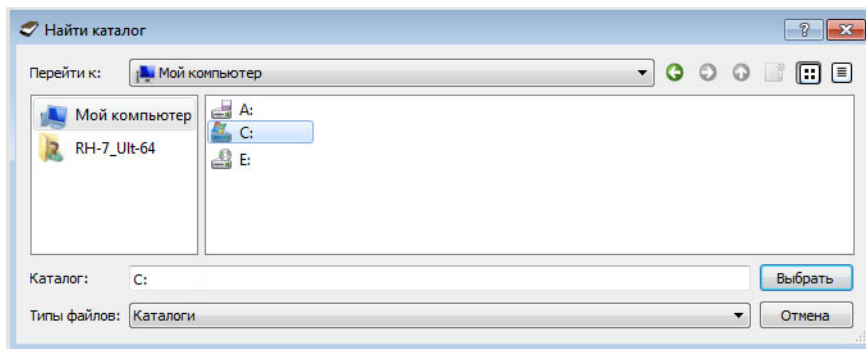 Найти каталог
Перейти к: Мой компьютер
Мой компьютер
RH-7_Ult-64
A:
C:
E:
Каталог: C:
Выбрать
Типы файлов: Каталоги
Отмена